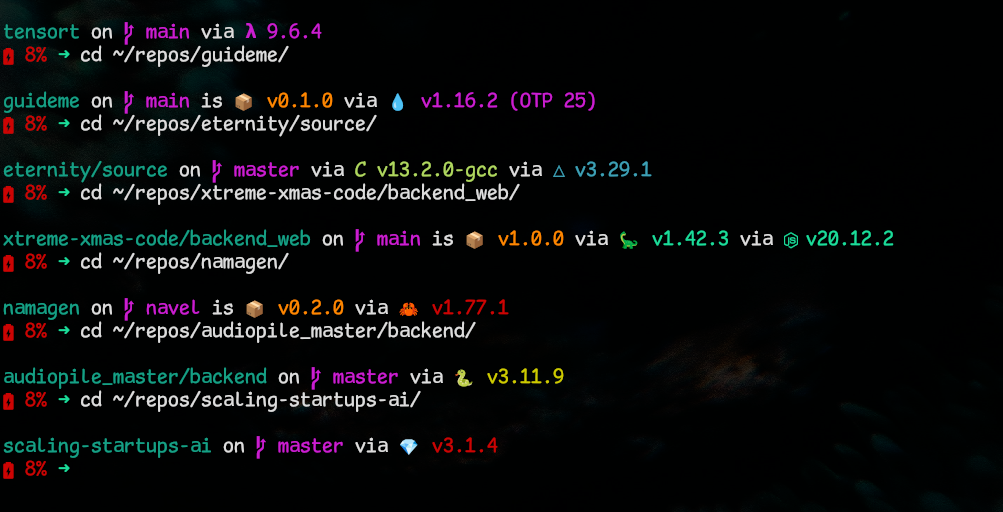 tensort on main via λ 9.6.4
8% ➜ cd ~/repos/guideme/
guideme on main is 📦 v0.1.0 via 💧 v1.16.2 (OTP 25)
8% ➜ cd ~/repos/eternity/source/
eternity/source on master via C v13.2.0-gcc via △ v3.29.1
8% ➜ cd ~/repos/xtreme-xmas-code/backend_web/
xtreme-xmas-code/backend_web on main is 📦 v1.0.0 via 🦕 v1.42.3 via JS v20.12.2
8% ➜ cd ~/repos/namagen/
namagen on navel is 📦 v0.2.0 via 🦀 v1.77.1
8% ➜ cd ~/repos/audiopile_master/backend/
audiopile_master/backend on master via 🐍 v3.11.9
8% ➜ cd ~/repos/scaling-startups-ai/
scaling-startups-ai on master via 💎 v3.1.4
8% ➜